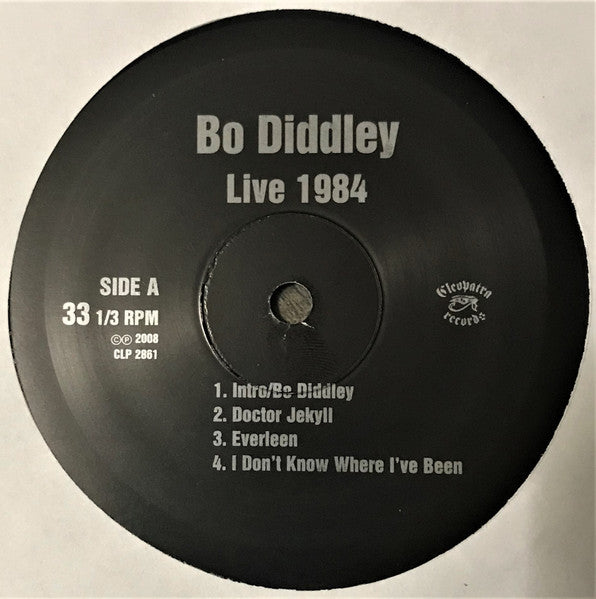 Bo Diddley
Live 1984
SIDE A
33 1/3 RPM
©℗ 2008
CLP 2861
Cleopatra
records
1. Intro/Bo Diddley
2. Doctor Jekyll
3. Everleen
4. I Don't Know Where I've Been